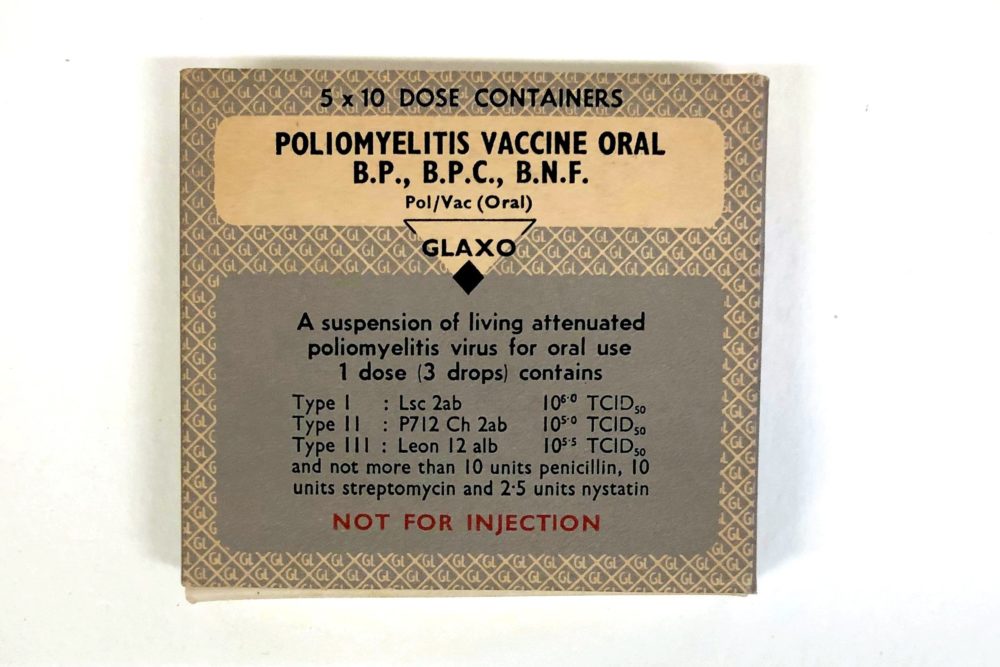 5 x 10 DOSE CONTAINERS
POLIOMYELITIS VACCINE ORAL
B.P., B.P.C., B.N.F.
Pol/Vac (Oral)
GLAXO
A suspension of living attenuated
poliomyelitis virus for oral use
1 dose (3 drops) contains
Type I : Lsc 2ab 10⁶·⁰ TCID₅₀
Type II : P712 Ch 2ab 10⁵·⁰ TCID₅₀
Type III : Leon 12 alb 10⁵·⁵ TCID₅₀
and not more than 10 units penicillin, 10
units streptomycin and 2·5 units nystatin
NOT FOR INJECTION